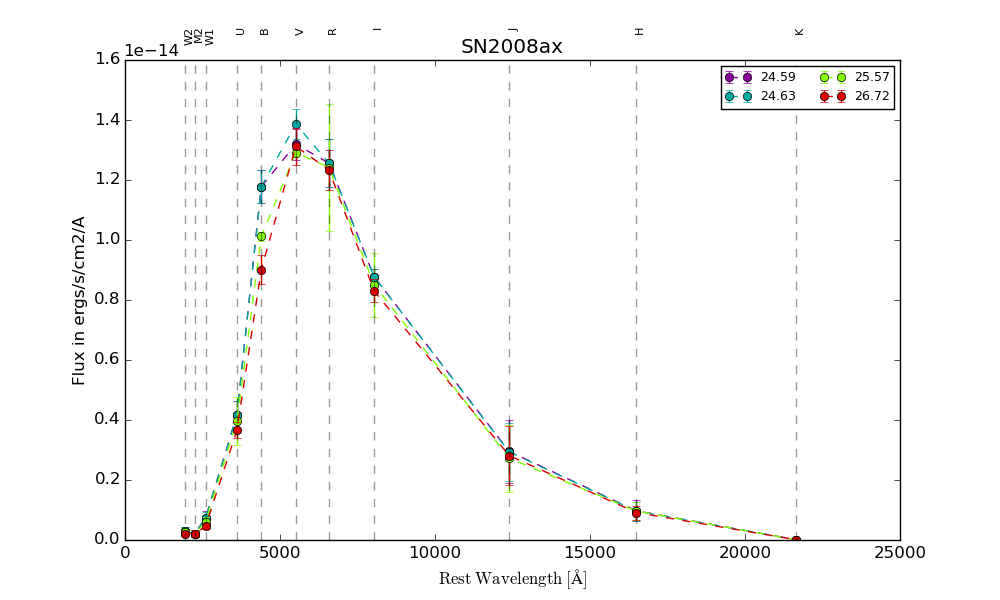 W2 M2 W1 U B V R I J H K
1e−14
SN2008ax
1.6
1.4
1.2
1.0
0.8
0.6
0.4
0.2
0.0
Flux in ergs/s/cm2/A
24.59 25.57
24.63 26.72
0 5000 10000 15000 20000 25000
Rest Wavelength [Å]